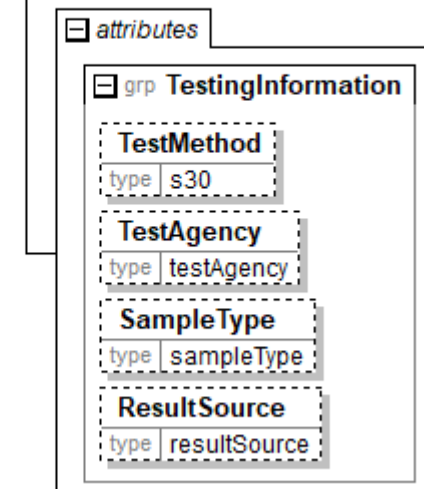 attributes
grp TestingInformation
TestMethod
type s30
TestAgency
type testAgency
SampleType
type sampleType
ResultSource
type resultSource